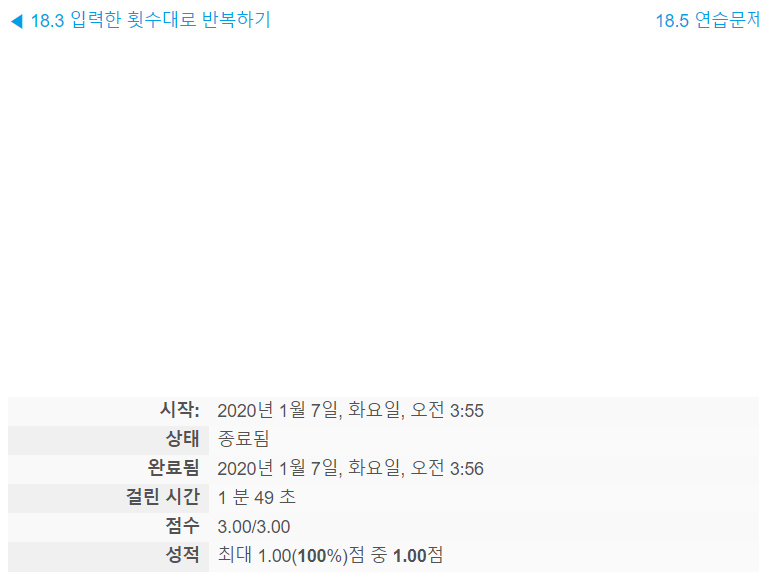 ◀ 18.3 입력한 횟수대로 반복하기
18.5 연습문제
시작: 2020년 1월 7일, 화요일, 오전 3:55
상태 종료됨
완료됨 2020년 1월 7일, 화요일, 오전 3:56
걸린 시간 1 분 49 초
점수 3.00/3.00
성적 최대 1.00(100%)점 중 1.00점